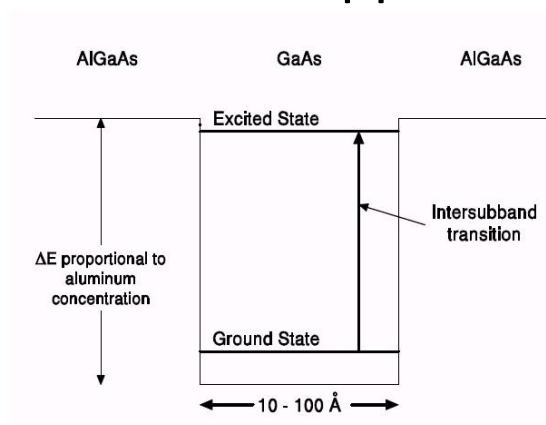 AlGaAs GaAs AlGaAs
Excited State
Intersubband
transition
ΔE proportional to
aluminum
concentration
Ground State
10 - 100 Å